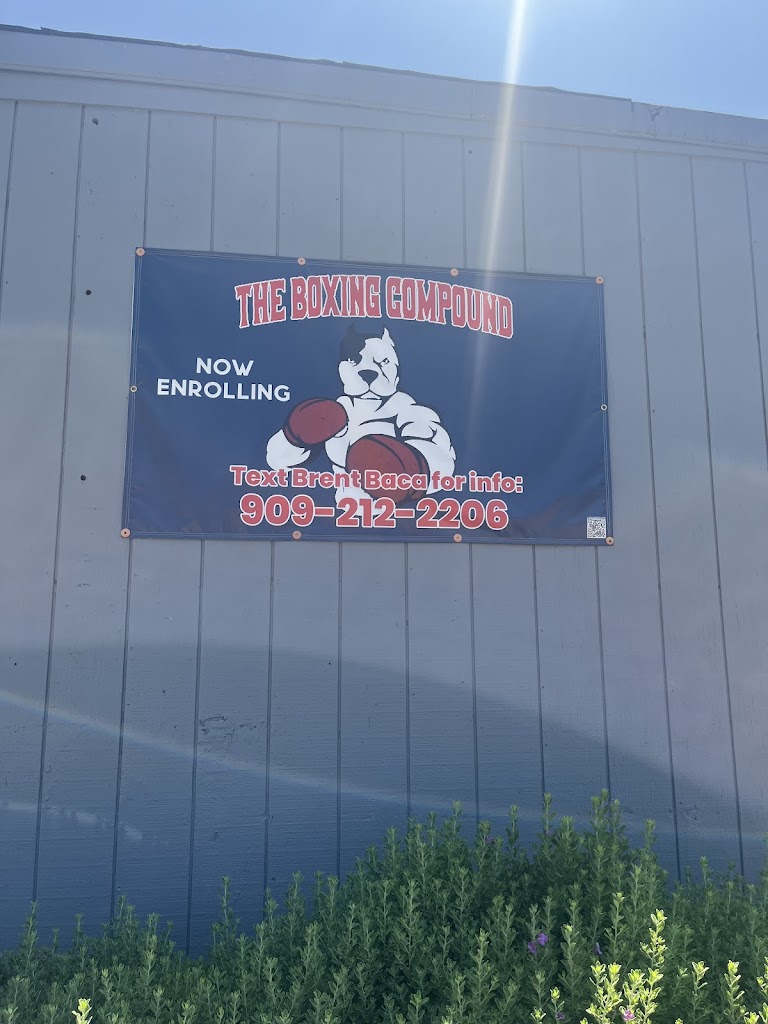 THE BOXING COMPOUND
NOW
ENROLLING
Text Brent Baca for info:
909-212-2206